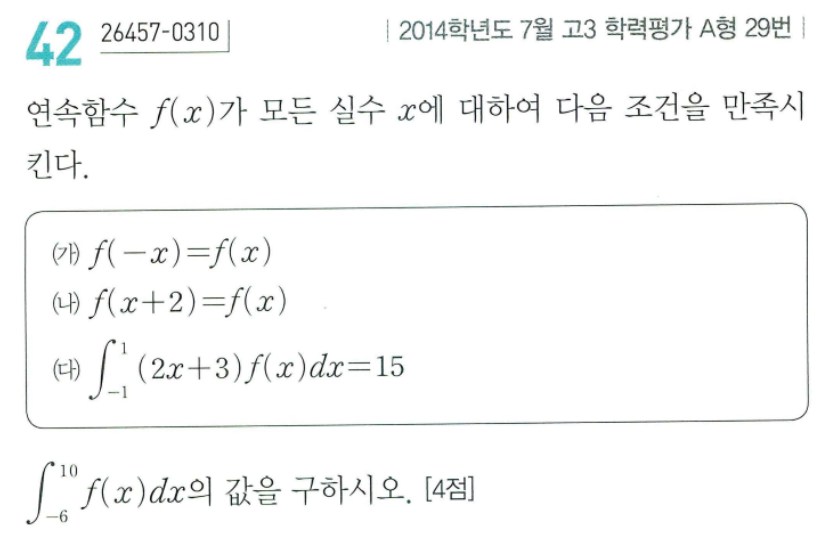 42 26457-0310 | 2014학년도 7월 고3 학력평가 A형 29번 |
연속함수 f(x)가 모든 실수 x에 대하여 다음 조건을 만족시
킨다.
㈎ f(-x)=f(x)
㈏ f(x+2)=f(x)
㈐ ∫_{-1}^{1} (2x+3)f(x)dx=15
∫_{-6}^{10} f(x)dx의 값을 구하시오. [4점]